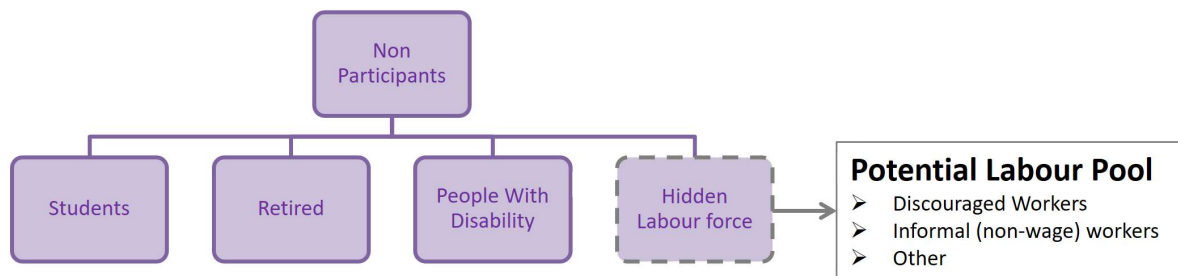 Non
Participants
Students
Retired
People With
Disability
Hidden
Labour force
Potential Labour Pool
➢ Discouraged Workers
➢ Informal (non-wage) workers
➢ Other